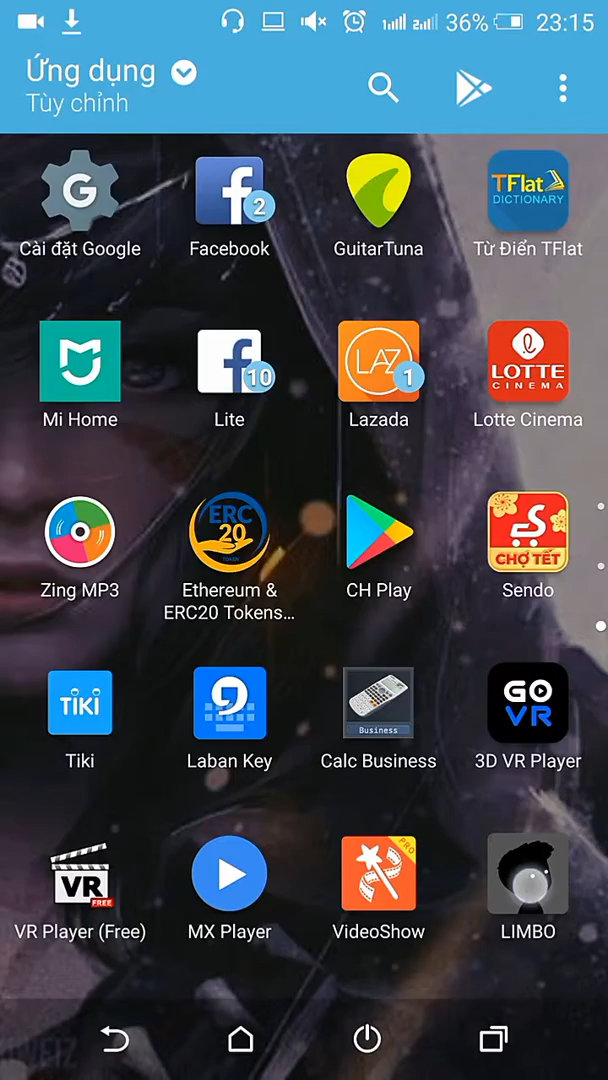 36% 23:15
Ứng dụng
Tùy chỉnh
G
f 2
TFlat
DICTIONARY
Cài đặt Google
Facebook
GuitarTuna
Từ Điển TFlat
f 10
LAZ 1
LOTTE
CINEMA
Mi Home
Lite
Lazada
Lotte Cinema
ERC
20
TOKEN
CHỢ TẾT
Zing MP3
Ethereum &
ERC20 Tokens...
CH Play
Sendo
TIKI
Business
GO
VR
Tiki
Laban Key
Calc Business
3D VR Player
VR
FREE
PRO
VR Player (Free)
MX Player
VideoShow
LIMBO